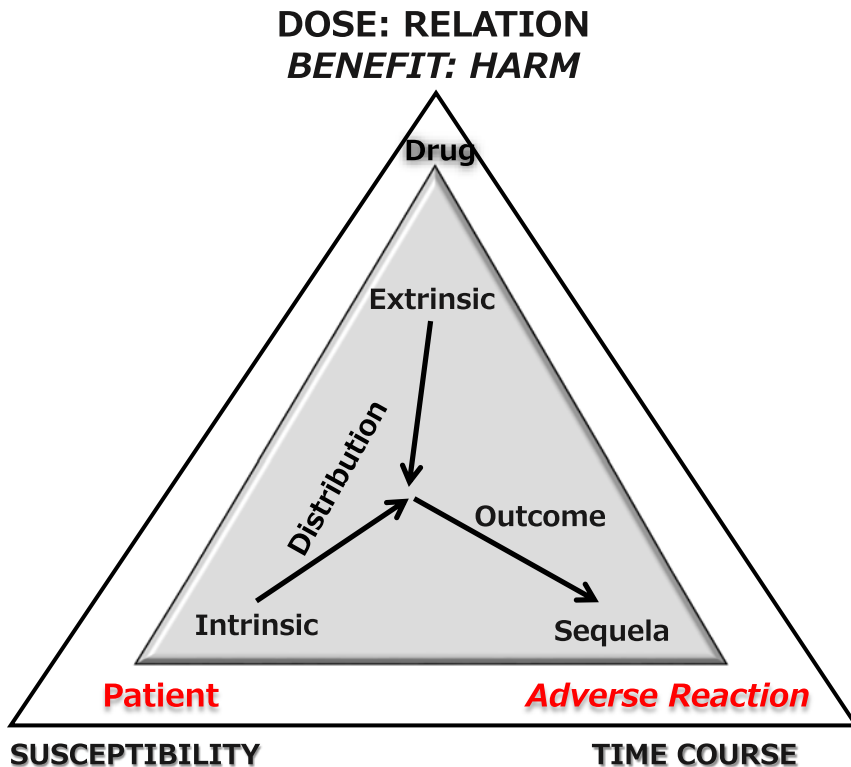 DOSE: RELATION
BENEFIT: HARM
Drug
Extrinsic
Distribution
Outcome
Intrinsic
Sequela
Patient
Adverse Reaction
SUSCEPTIBILITY
TIME COURSE